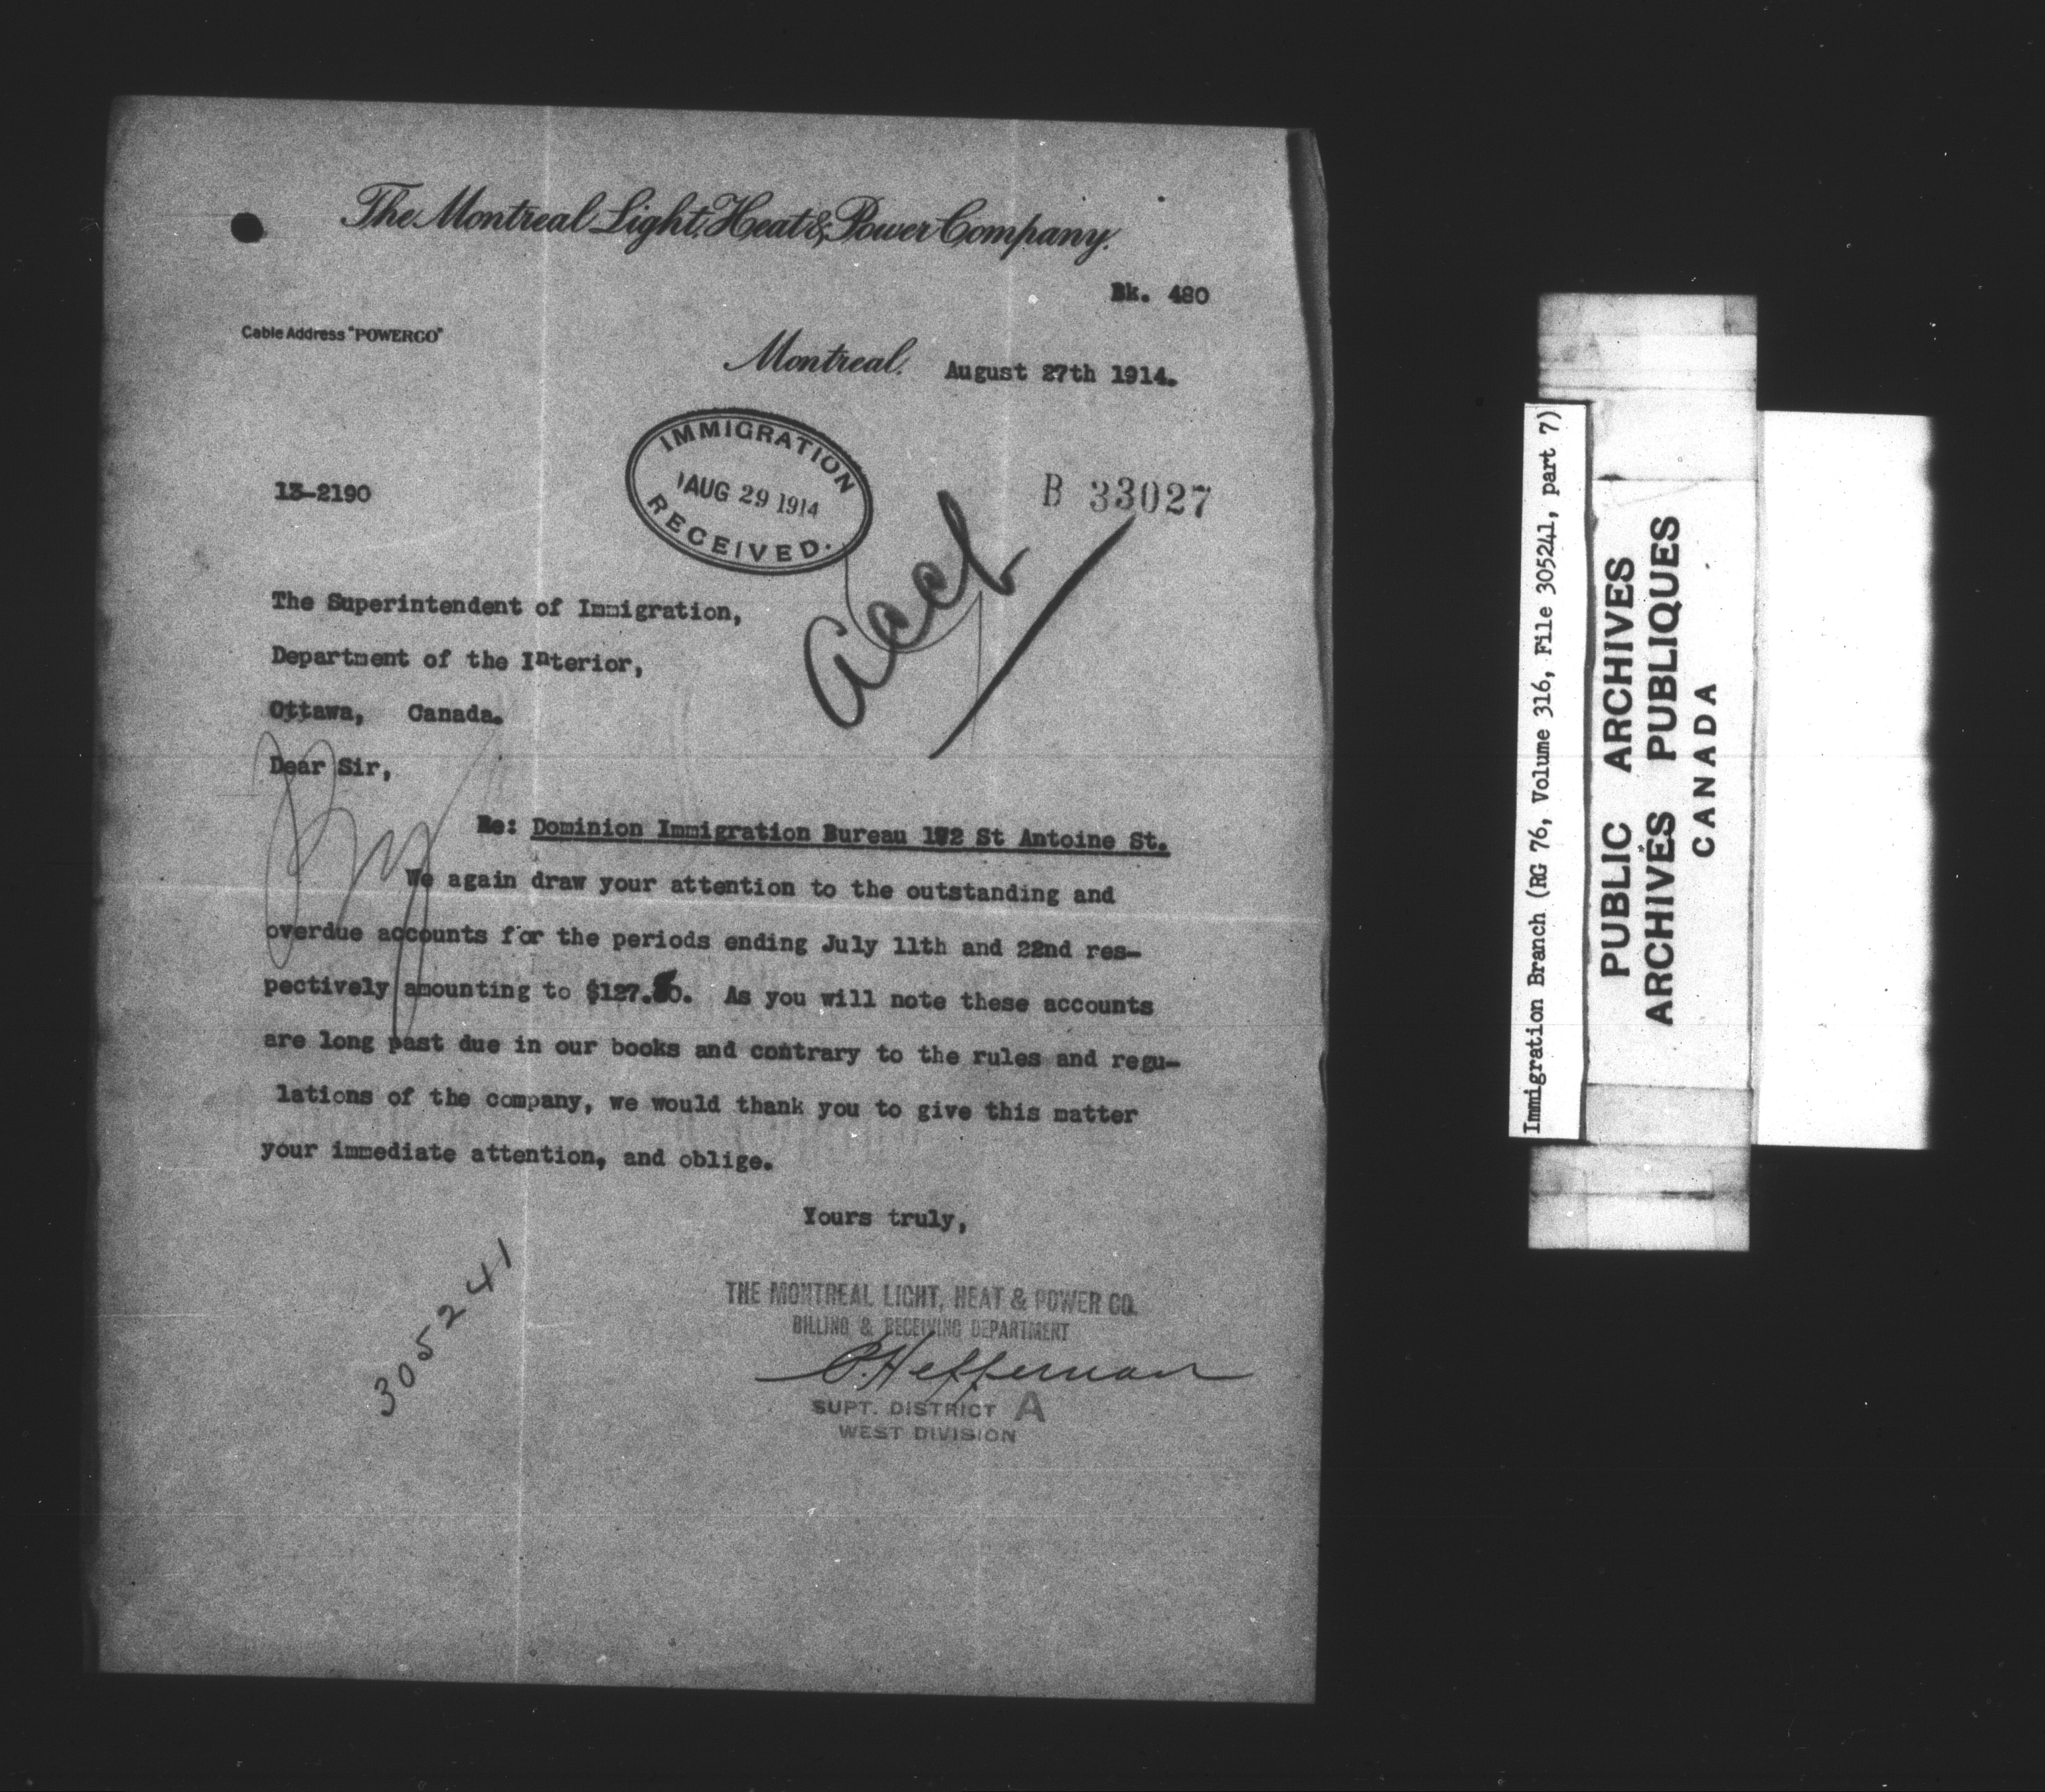 The Montreal Light, Heat & Power Company.
Bk. 480
Cable Address "POWERCO"
Montreal. August 27th 1914.
IMMIGRATION
AUG 29 1914
RECEIVED.
13-2190
B 33027
Acct
The Superintendent of Immigration,
Department of the Interior,
Ottawa, Canada.
Dear Sir,
Re: Dominion Immigration Bureau 172 St Antoine St.
We again draw your attention to the outstanding and
overdue accounts for the periods ending July 11th and 22nd res-
pectively amounting to As you will note these accounts
are long past due in our books and contrary to the rules and regu-
lations of the company, we would thank you to give this matter
your immediate attention, and oblige.
Yours truly,
305241
THE MONTREAL LIGHT, HEAT & POWER CO.
BILLING & RECEIVING DEPARTMENT
Heffernan
SUPT. DISTRICT A
WEST DIVISION
Immigration Branch (RG 76, Volume 316, File 305241, part 7)
PUBLIC ARCHIVES
ARCHIVES PUBLIQUES
CANADA